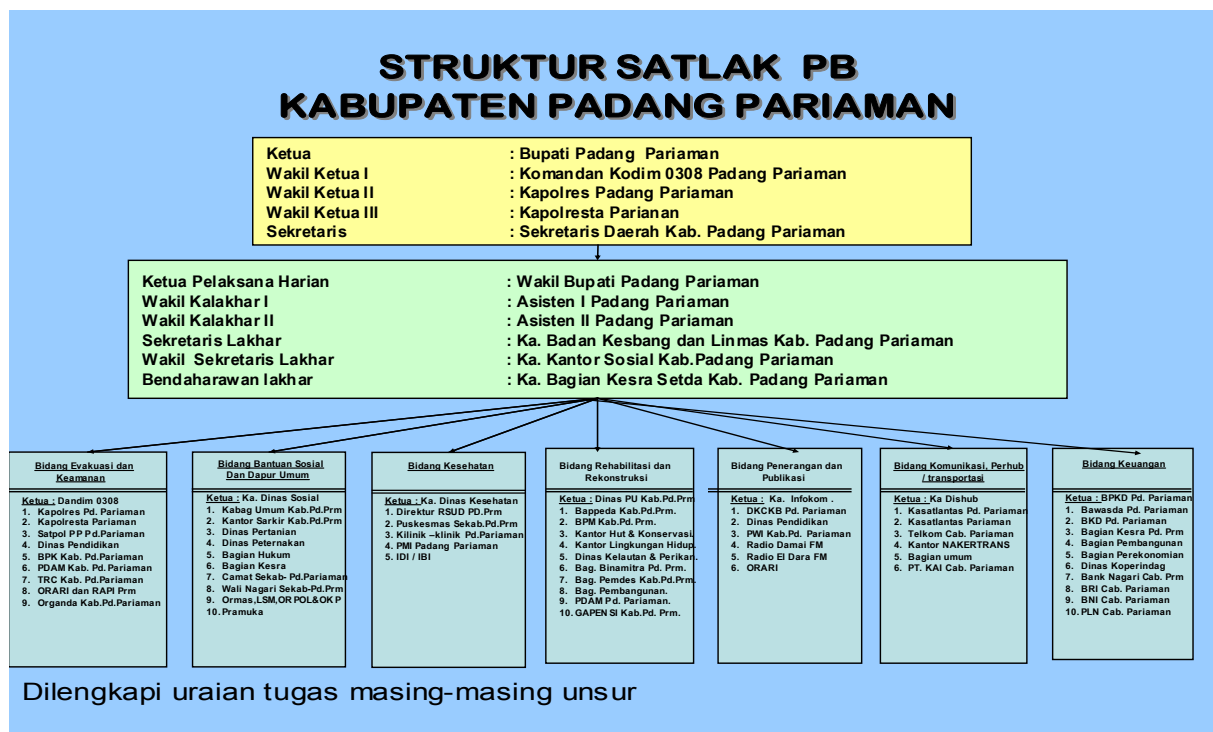 STRUKTUR SATLAK PB
KABUPATEN PADANG PARIAMAN
Ketua : Bupati Padang Pariaman
Wakil Ketua I : Komandan Kodim 0308 Padang Pariaman
Wakil Ketua II : Kapolres Padang Pariaman
Wakil Ketua III : Kapolresta Parianan
Sekretaris : Sekretaris Daerah Kab. Padang Pariaman
Ketua Pelaksana Harian : Wakil Bupati Padang Pariaman
Wakil Kalakhar I : Asisten I Padang Pariaman
Wakil Kalakhar II : Asisten II Padang Pariaman
Sekretaris Lakhar : Ka. Badan Kesbang dan Linmas Kab. Padang Pariaman
Wakil Sekretaris Lakhar : Ka. Kantor Sosial Kab.Padang Pariaman
Bendaharawan lakhar : Ka. Bagian Kesra Setda Kab. Padang Pariaman
Bidang Evakuasi dan
Keamanan
Ketua : Dandim 0308
1. Kapolres Pd. Pariaman
2. Kapolresta Pariaman
3. Satpol PP Pd.Pariaman
4. Dinas Pendidikan
5. BPK Kab. Pd.Pariaman
6. PDAM Kab. Pd. Pariaman
7. TRC Kab. Pd.Pariaman
8. ORARI dan RAPI Prm
9. Organda Kab.Pd.Pariaman
Bidang Bantuan Sosial
Dan Dapur Umum
Ketua : Ka. Dinas Sosial
1. Kabag Umum Kab.Pd.Prm
2. Kantor Sarkir Kab.Pd.Prm
3. Dinas Pertanian
4. Dinas Peternakan
5. Bagian Hukum
6. Bagian Kesra
7. Camat Sekab- Pd.Pariaman
8. Wali Nagari Sekab-Pd.Prm
9. Ormas,LSM,ORPOL&OKP
10. Pramuka
Bidang Kesehatan
Ketua : Ka. Dinas Kesehatan
1. Direktur RSUD PD.Prm
2. Puskesmas Sekab.Pd.Prm
3. Kilinik –klinik Pd.Pariaman
4. PMI Padang Pariaman
5. IDI / IBI
Bidang Rehabilitasi dan
Rekonstruksi
Ketua : Dinas PU Kab.Pd.Prm
1. Bappeda Kab.Pd.Prm.
2. BPM Kab.Pd. Prm.
3. Kantor Hut & Konservasi.
4. Kantor Lingkungan Hidup.
5. Dinas Kelautan & Perikan.
6. Bag. Binamitra Pd. Prm.
7. Bag. Pemdes Kab.Pd.Prm.
8. Bag. Pembangunan.
9. PDAM Pd. Pariaman.
10. GAPENSI Kab.Pd. Prm.
Bidang Penerangan dan
Publikasi
Ketua : Ka. Infokom .
1. DKCKB Pd. Pariaman
2. Dinas Pendidikan
3. PWI Kab.Pd. Pariaman
4. Radio Damai FM
5. Radio El Dara FM
6. ORARI
Bidang Komunikasi, Perhub
/ transportasi
Ketua : Ka Dishub
1. Kasatlantas Pd. Pariaman
2. Kasatlantas Pariaman
3. Telkom Cab. Pariaman
4. Kantor NAKERTRANS
5. Bagian umum
6. PT. KAI Cab. Pariaman
Bidang Keuangan
Ketua : BPKD Pd. Pariaman
1. Bawasda Pd. Pariaman
2. BKD Pd. Pariaman
3. Bagian Kesra Pd. Prm
4. Bagian Pembangunan
5. Bagian Perekonomian
6. Dinas Koperindag
7. Bank Nagari Cab. Prm
8. BRI Cab. Pariaman
9. BNI Cab. Pariaman
10. PLN Cab. Pariaman
Dilengkapi uraian tugas masing-masing unsur